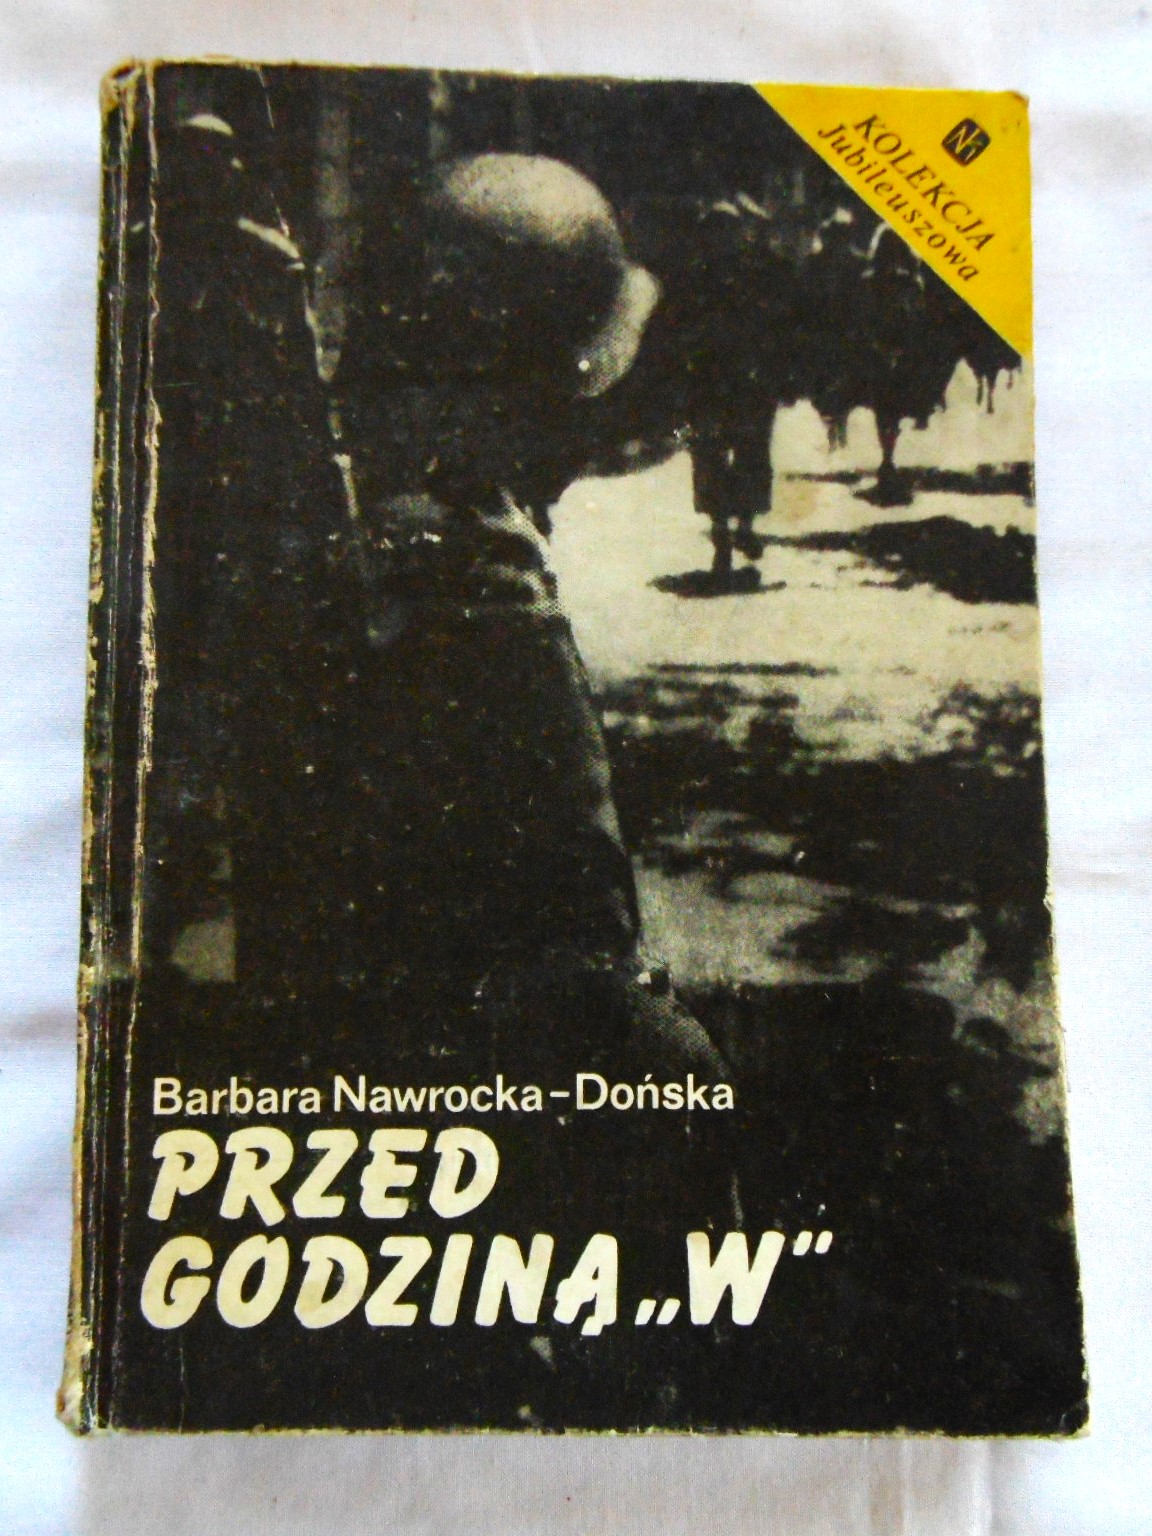 KOLEKCJA
Jubileuszowa
Barbara Nawrocka-Dońska
PRZED
GODZINĄ „W”